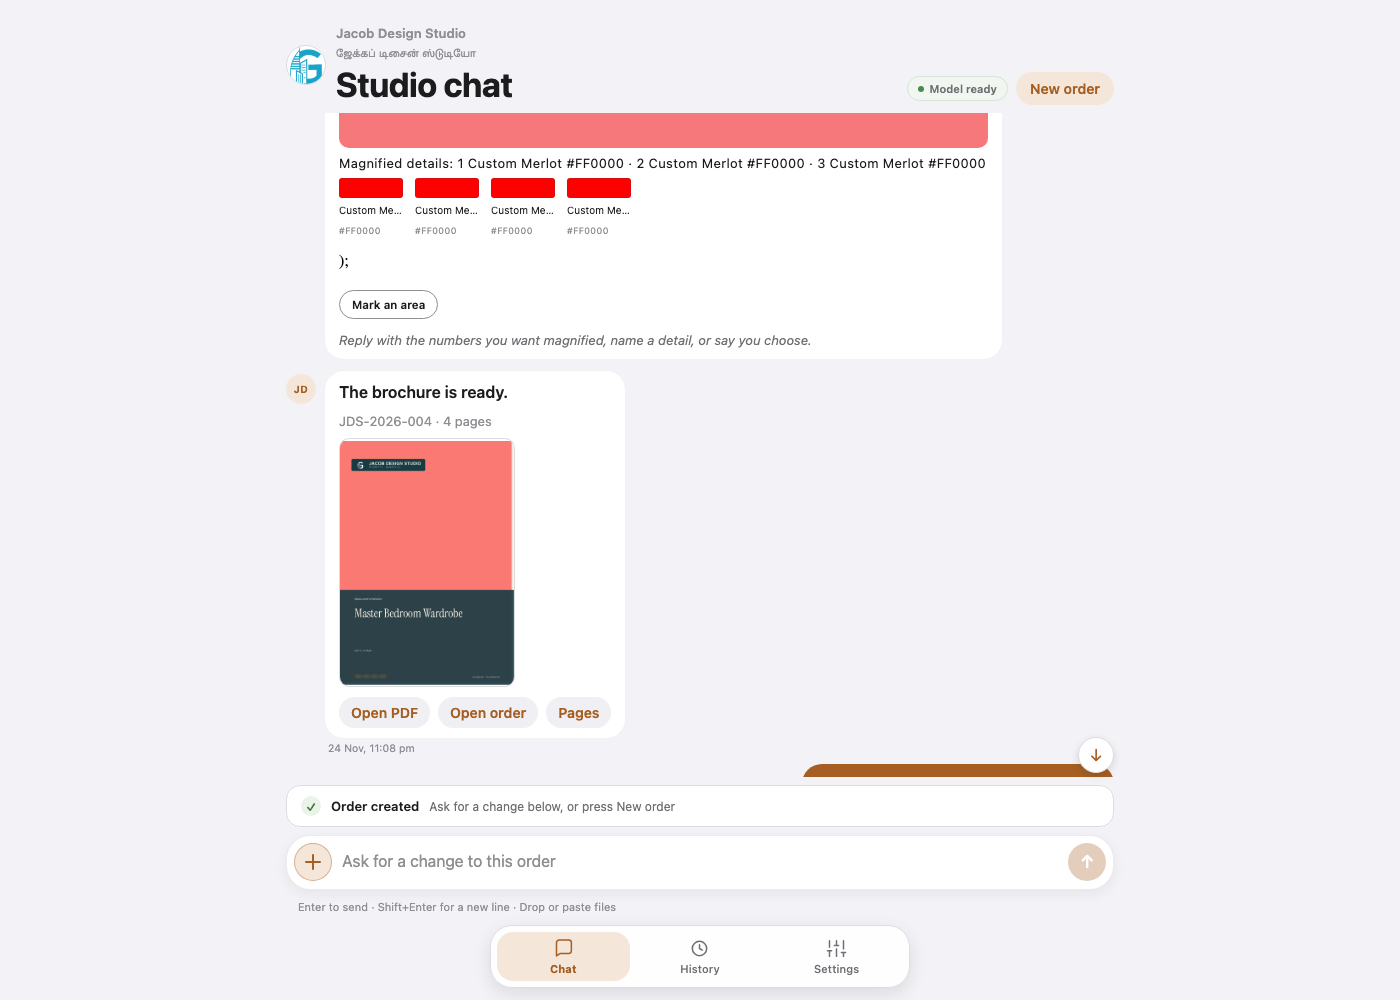 Jacob Design Studio
ஜேக்கப் டிசைன் ஸ்டுடியோ
Studio chat
Model ready
New order
Magnified details: 1 Custom Merlot #FF0000 · 2 Custom Merlot #FF0000 · 3 Custom Merlot #FF0000
Custom Me... Custom Me... Custom Me... Custom Me...
#FF0000 #FF0000 #FF0000 #FF0000
);
Mark an area
Reply with the numbers you want magnified, name a detail, or say you choose.
JD
The brochure is ready.
JDS-2026-004 · 4 pages
JACOB DESIGN STUDIO
Master Bedroom Wardrobe
Open PDF Open order Pages
24 Nov, 11:08 pm
Order created Ask for a change below, or press New order
Ask for a change to this order
Enter to send · Shift+Enter for a new line · Drop or paste files
Chat History Settings